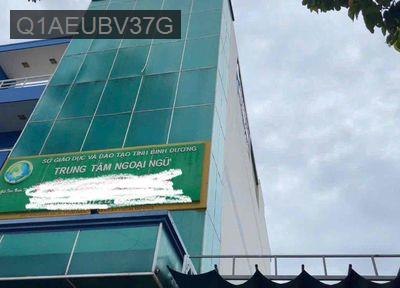 Q1AEUBV37G
SỞ GIÁO DỤC VÀ ĐÀO TẠO TỈNH BÌNH DƯƠNG
TRUNG TÂM NGOẠI NGỮ